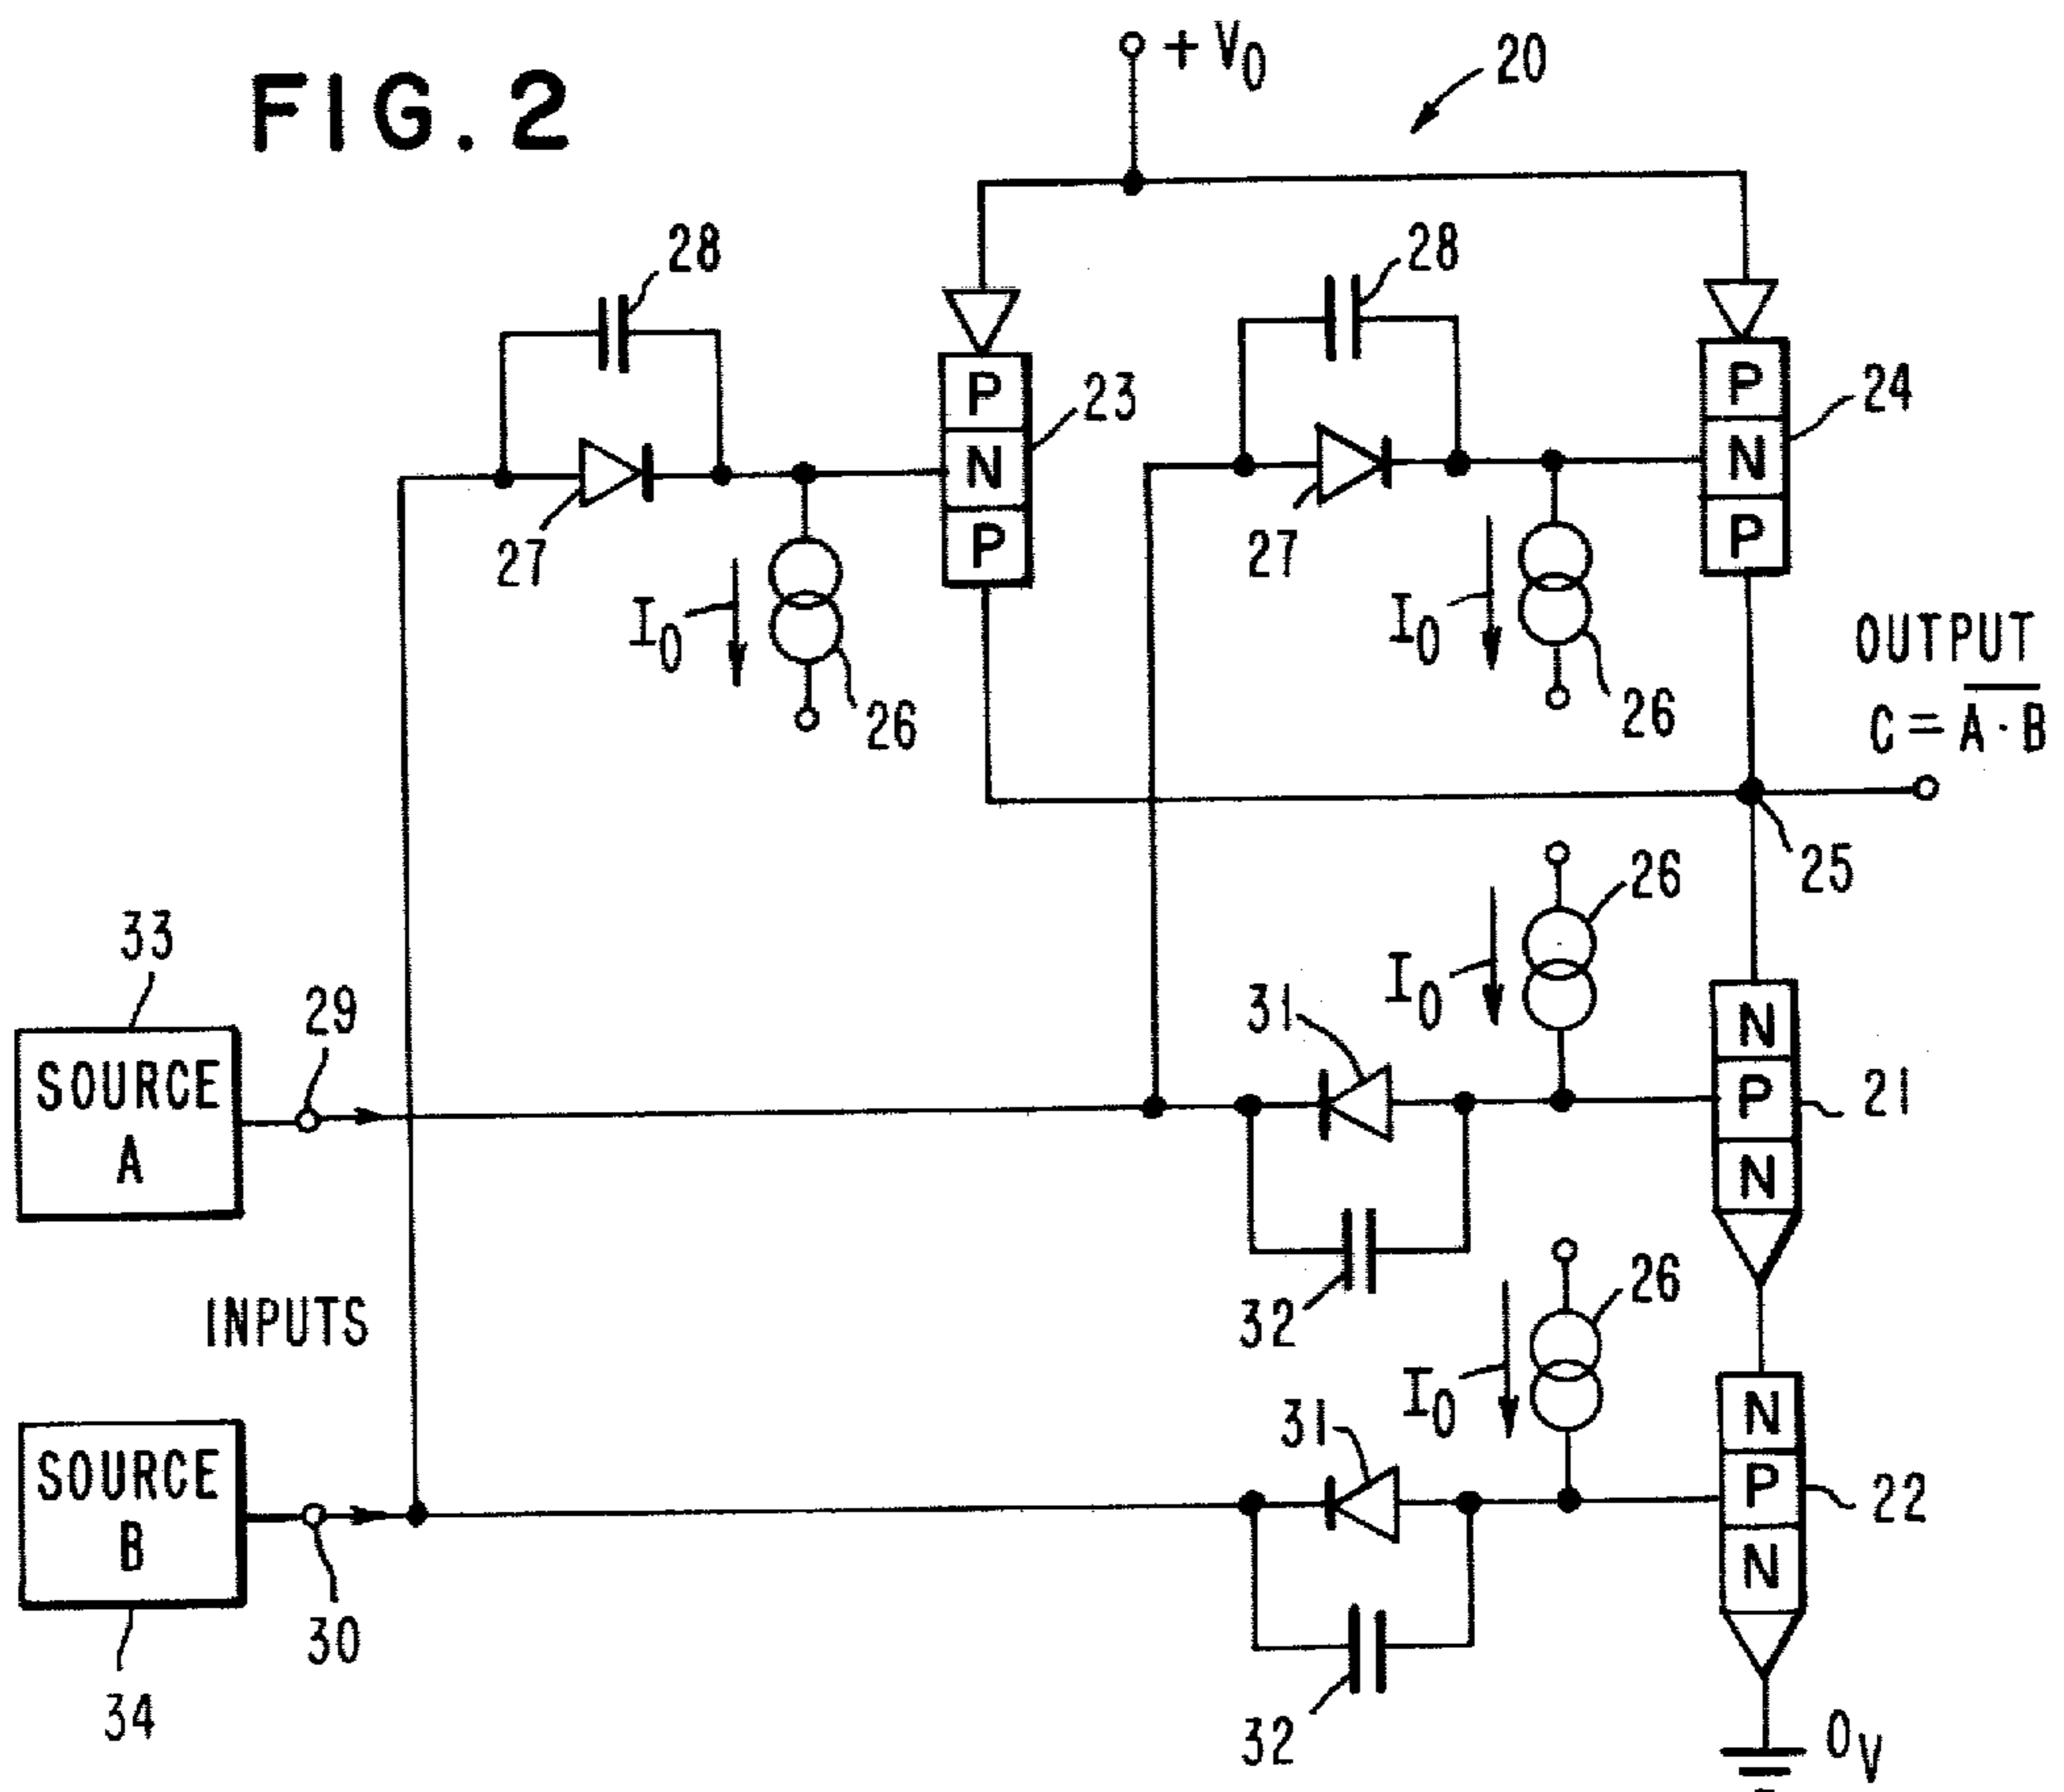 FIG. 2
+ V0
20
28
28
P
N
P
23
P
N
P
24
27
27
I0
26
I0
26
OUTPUT
C = A̅ ̅·̅ ̅B̅
25
26
I0
33
29
31
N
P
N
21
SOURCE
A
32
26
I0
INPUTS
31
N
P
N
22
SOURCE
B
30
34
32
0V